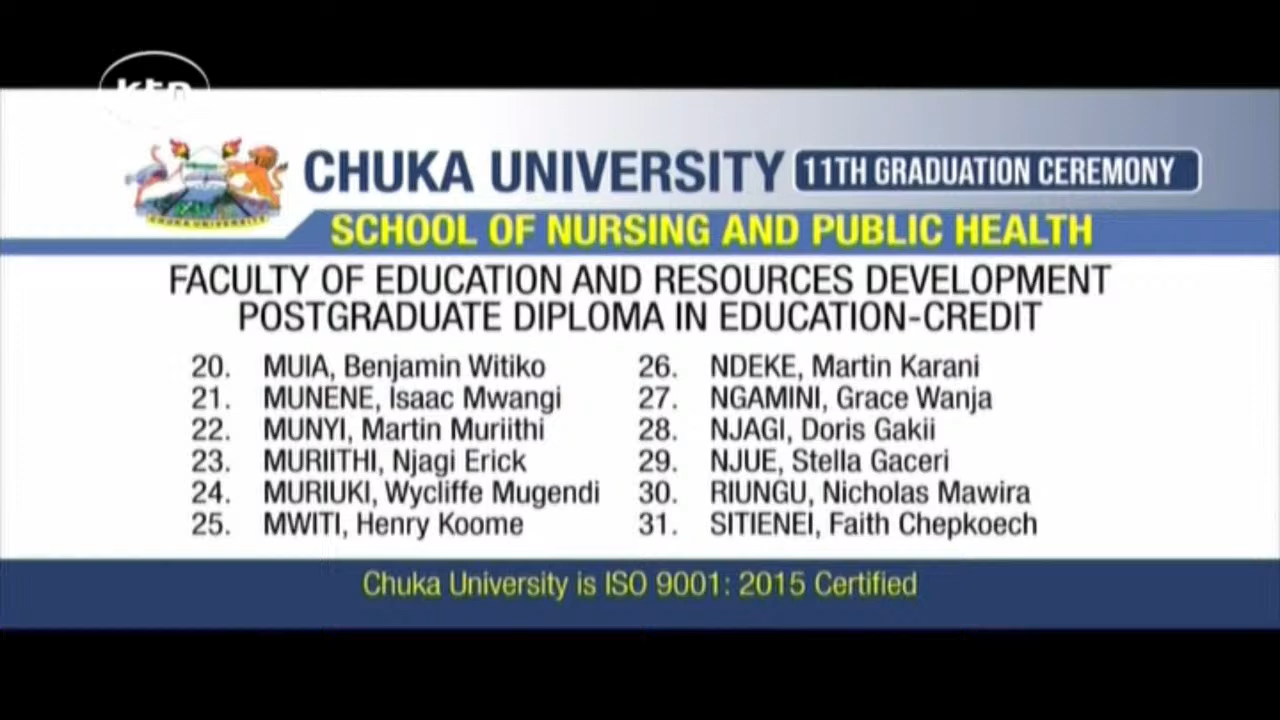 ktn
CHUKA UNIVERSITY 11TH GRADUATION CEREMONY
CHUKA UNIVERSITY
SCHOOL OF NURSING AND PUBLIC HEALTH
FACULTY OF EDUCATION AND RESOURCES DEVELOPMENT
POSTGRADUATE DIPLOMA IN EDUCATION-CREDIT
20. MUIA, Benjamin Witiko
21. MUNENE, Isaac Mwangi
22. MUNYI, Martin Muriithi
23. MURIITHI, Njagi Erick
24. MURIUKI, Wycliffe Mugendi
25. MWITI, Henry Koome
26. NDEKE, Martin Karani
27. NGAMINI, Grace Wanja
28. NJAGI, Doris Gakii
29. NJUE, Stella Gaceri
30. RIUNGU, Nicholas Mawira
31. SITIENEI, Faith Chepkoech
Chuka University is ISO 9001: 2015 Certified